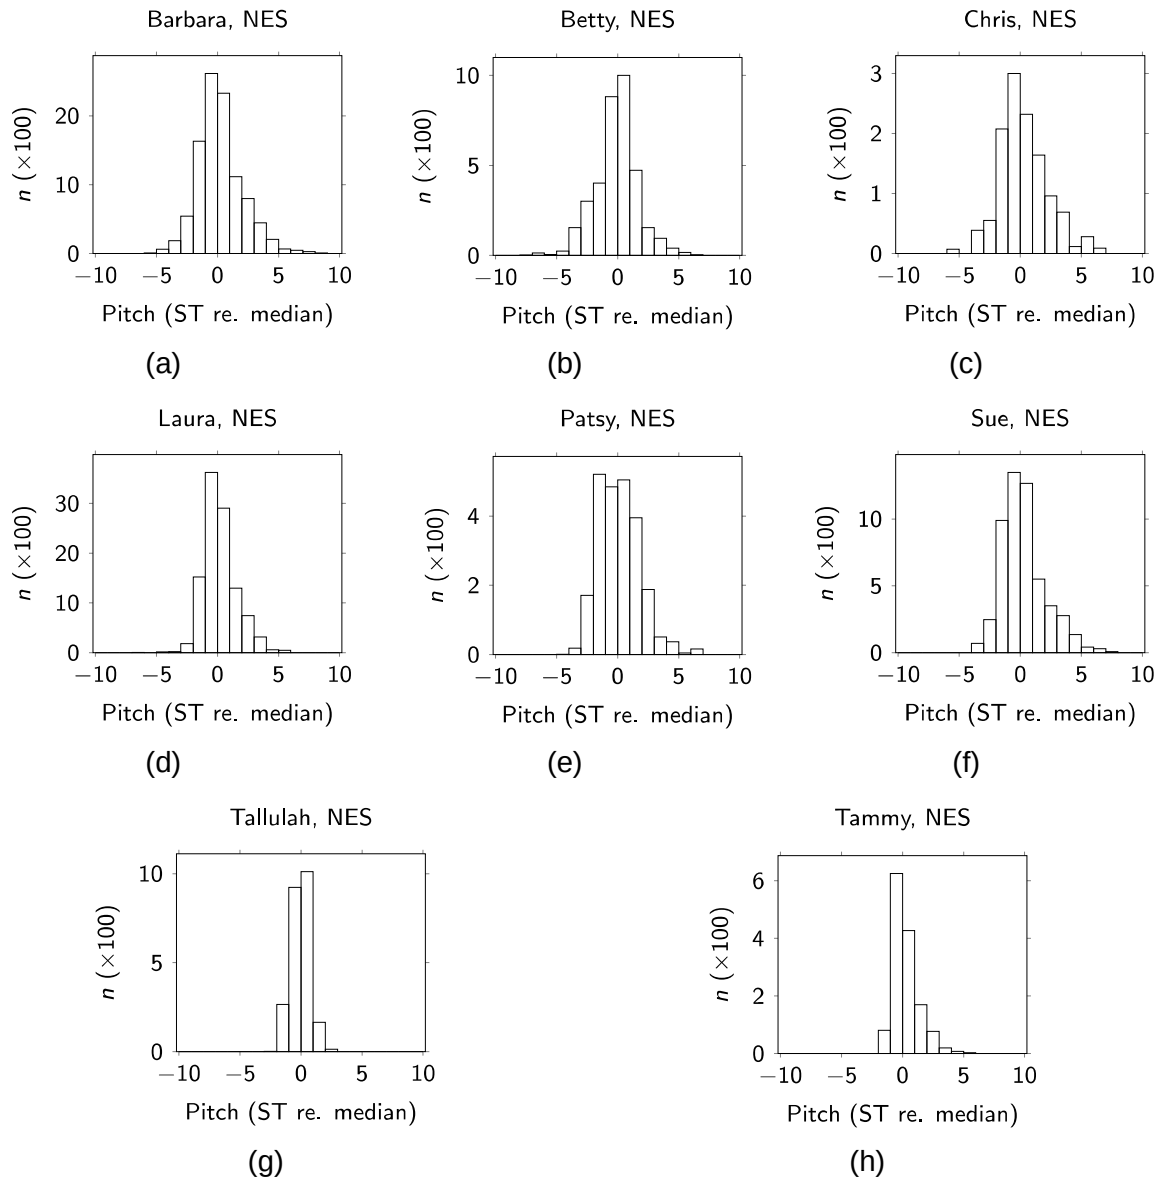 Barbara, NES
Betty, NES
Chris, NES
n (×100)
20
10
0
−10 −5 0 5 10
Pitch (ST re. median)
(a)
n (×100)
10
5
0
−10 −5 0 5 10
Pitch (ST re. median)
(b)
n (×100)
3
2
1
0
−10 −5 0 5 10
Pitch (ST re. median)
(c)
Laura, NES
Patsy, NES
Sue, NES
n (×100)
30
20
10
0
−10 −5 0 5 10
Pitch (ST re. median)
(d)
n (×100)
4
2
0
−10 −5 0 5 10
Pitch (ST re. median)
(e)
n (×100)
10
5
0
−10 −5 0 5 10
Pitch (ST re. median)
(f)
Tallulah, NES
Tammy, NES
n (×100)
10
5
0
−10 −5 0 5 10
Pitch (ST re. median)
(g)
n (×100)
6
4
2
0
−10 −5 0 5 10
Pitch (ST re. median)
(h)